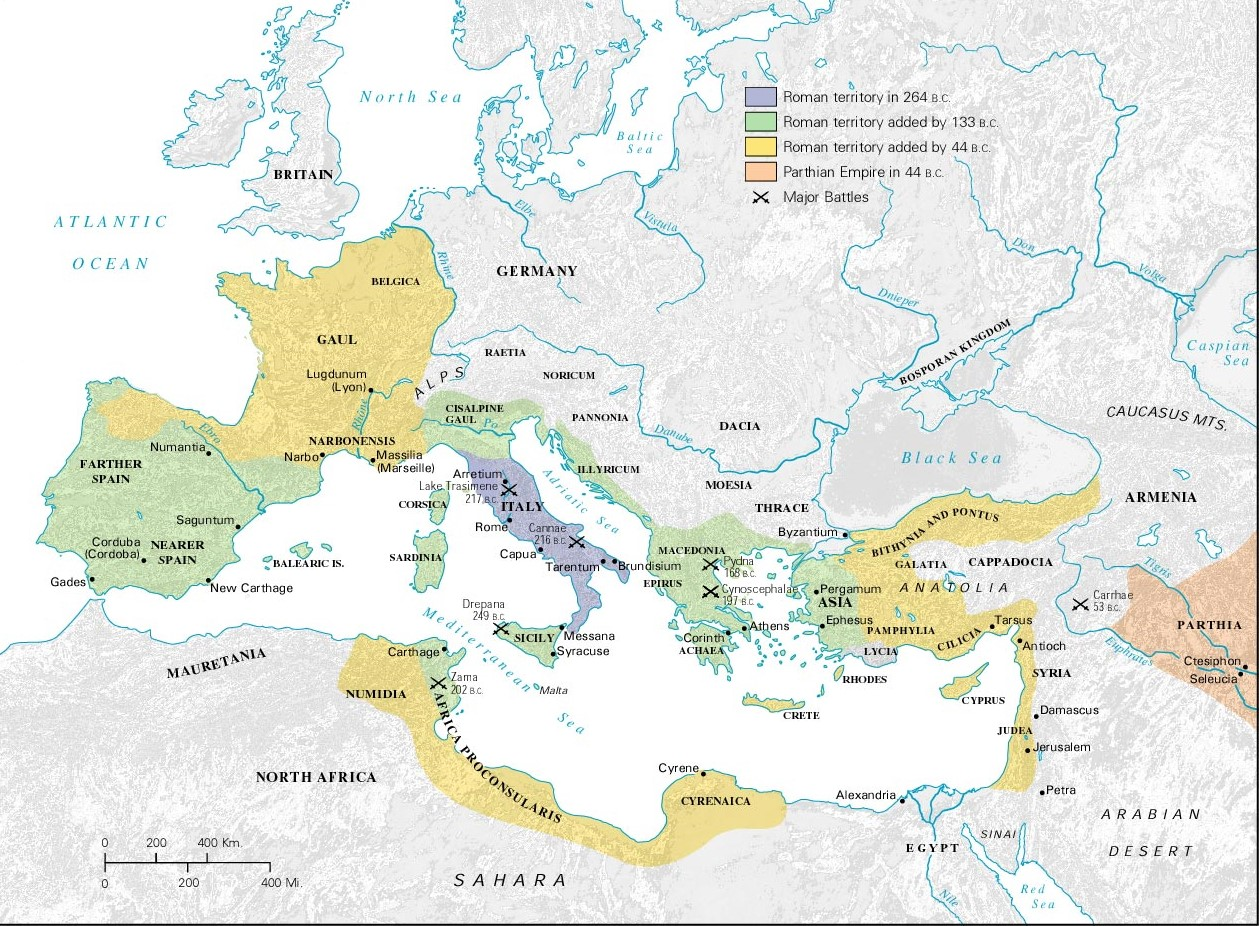 North Sea
Baltic
Sea
Roman territory in 264 B.C.
Roman territory added by 133 B.C.
Roman territory added by 44 B.C.
Parthian Empire in 44 B.C.
Major Battles
BRITAIN
ATLANTIC
OCEAN
Elbe
Vistula
Rhine
GERMANY
BELGICA
Don
Volga
Dnieper
GAUL
Lugdunum
(Lyon)
ALPS
RAETIA
NORICUM
BOSPORAN KINGDOM
Caspian
Sea
Rhône
CISALPINE
GAUL
Po
PANNONIA
Danube
DACIA
CAUCASUS MTS.
Ebro
Numantia
NARBONENSIS
Narbo
Massilia
(Marseille)
FARTHER
SPAIN
Black Sea
Arretium
Lake Trasimene
217 B.C.
Adriatic Sea
ILLYRICUM
MOESIA
ARMENIA
CORSICA
ITALY
THRACE
Saguntum
Rome
Cannae
216 B.C.
Byzantium
BITHYNIA AND PONTUS
Corduba
(Cordoba)
NEARER
SPAIN
BALEARIC IS.
SARDINIA
Capua
Tarentum
Brundisium
MACEDONIA
Pydna
168 B.C.
EPIRUS
Cynoscephalae
197 B.C.
GALATIA
CAPPADOCIA
ANATOLIA
Tigris
Gades
New Carthage
Pergamum
ASIA
Carrhae
53 B.C.
Drepana
249 B.C.
Mediterranean
Sea
SICILY
Messana
Syracuse
Corinth
Athens
ACHAEA
Ephesus
PAMPHYLIA
CILICIA
Tarsus
PARTHIA
Antioch
Euphrates
LYCIA
MAURETANIA
Carthage
Ctesiphon
Seleucia
NUMIDIA
Zama
202 B.C.
Malta
RHODES
SYRIA
CYPRUS
CRETE
Damascus
JUDEA
Jerusalem
AFRICA PROCONSULARIS
NORTH AFRICA
Cyrene
CYRENAICA
Alexandria
Petra
ARABIAN
DESERT
SINAI
EGYPT
0 200 400 Km.
0 200 400 Mi.
SAHARA
Nile
Red
Sea